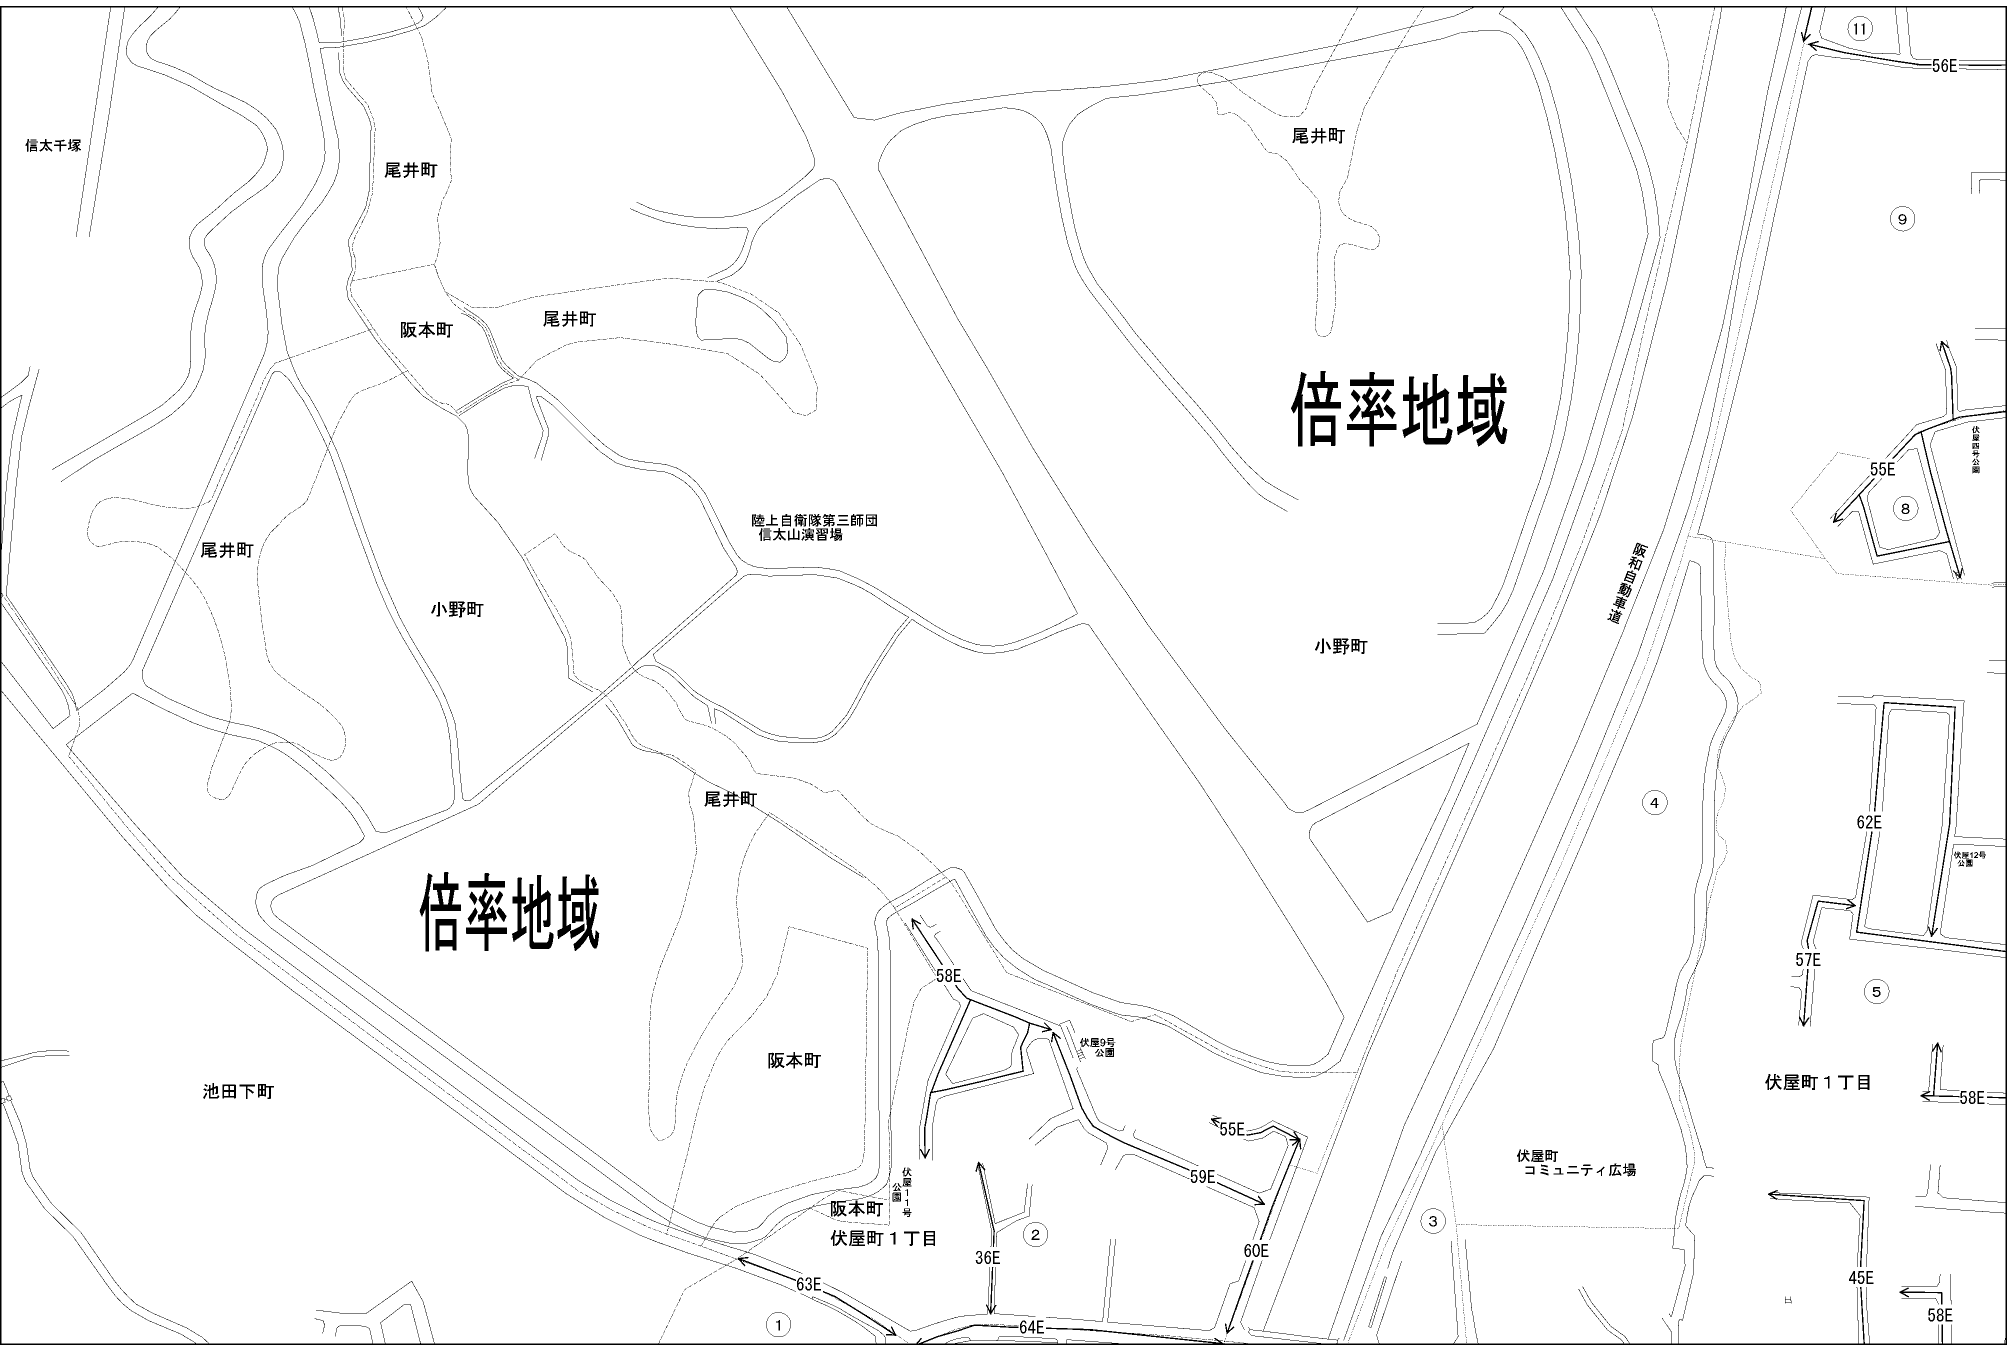 11
56E
信太千塚
尾井町
尾井町
9
阪本町
尾井町
倍率地域
伏屋四号公園
55E
8
陸上自衛隊第三師団
信太山演習場
尾井町
阪和自動車道
小野町
小野町
尾井町
4
62E
伏屋12号
公園
倍率地域
58E
57E
5
伏屋9号
公園
阪本町
池田下町
伏屋町1丁目
58E
55E
伏屋町
コミュニティ広場
59E
伏屋11号
公園
阪本町
伏屋町1丁目
2
3
36E
60E
63E
45E
1
64E
58E